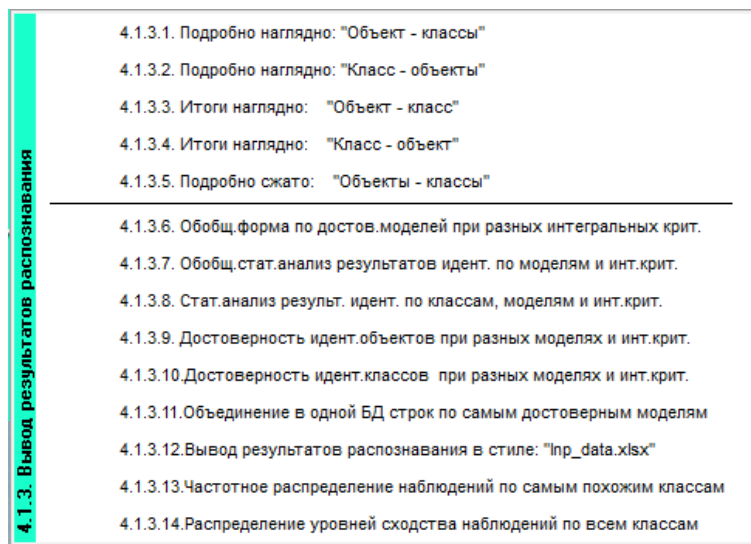 4.1.3. Вывод результатов распознавания
4.1.3.1. Подробно наглядно: "Объект - классы"
4.1.3.2. Подробно наглядно: "Класс - объекты"
4.1.3.3. Итоги наглядно: "Объект - класс"
4.1.3.4. Итоги наглядно: "Класс - объект"
4.1.3.5. Подробно сжато: "Объекты - классы"
4.1.3.6. Обобщ.форма по достов.моделей при разных интегральных крит.
4.1.3.7. Обобщ.стат.анализ результатов идент. по моделям и инт.крит.
4.1.3.8. Стат.анализ результ. идент. по классам, моделям и инт.крит.
4.1.3.9. Достоверность идент.объектов при разных моделях и инт.крит.
4.1.3.10.Достоверность идент.классов при разных моделях и инт.крит.
4.1.3.11.Объединение в одной БД строк по самым достоверным моделям
4.1.3.12.Вывод результатов распознавания в стиле: "Inp_data.xlsx"
4.1.3.13.Частотное распределение наблюдений по самым похожим классам
4.1.3.14.Распределение уровней сходства наблюдений по всем классам